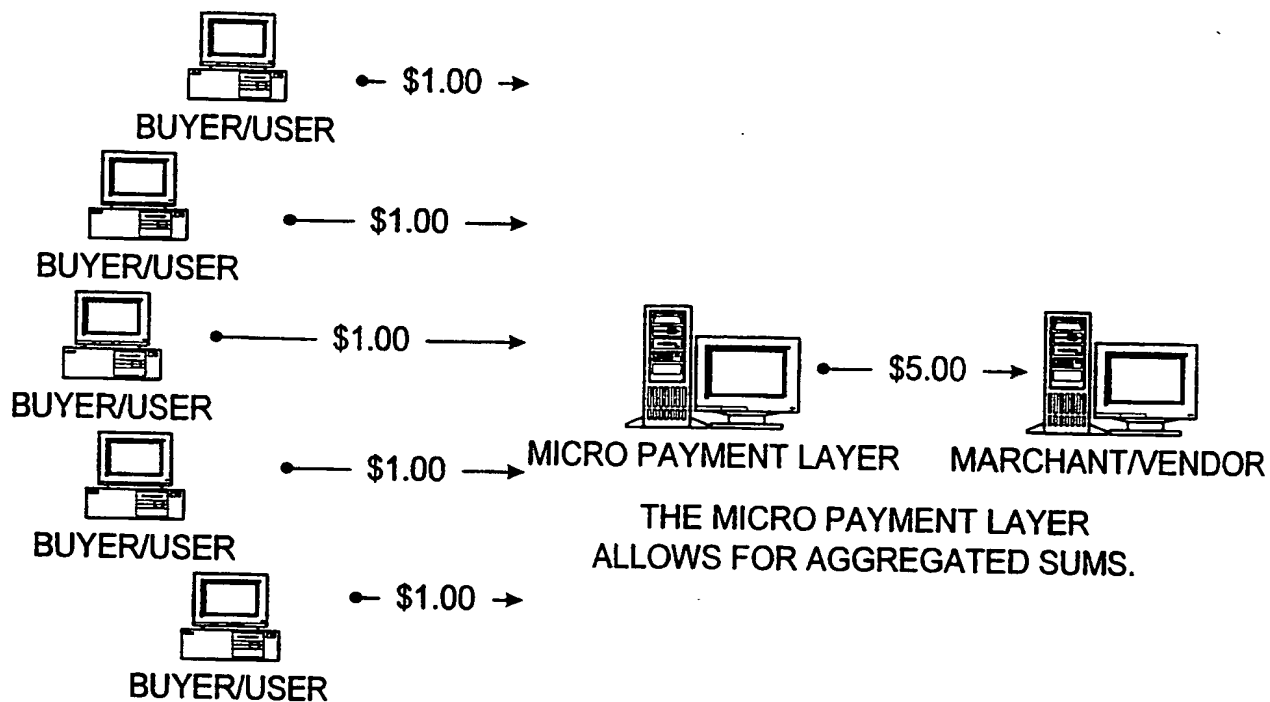 $1.00
BUYER/USER
$1.00
BUYER/USER
$1.00
BUYER/USER
$1.00
BUYER/USER
$1.00
BUYER/USER
MICRO PAYMENT LAYER
$5.00
MARCHANT/VENDOR
THE MICRO PAYMENT LAYER
ALLOWS FOR AGGREGATED SUMS.